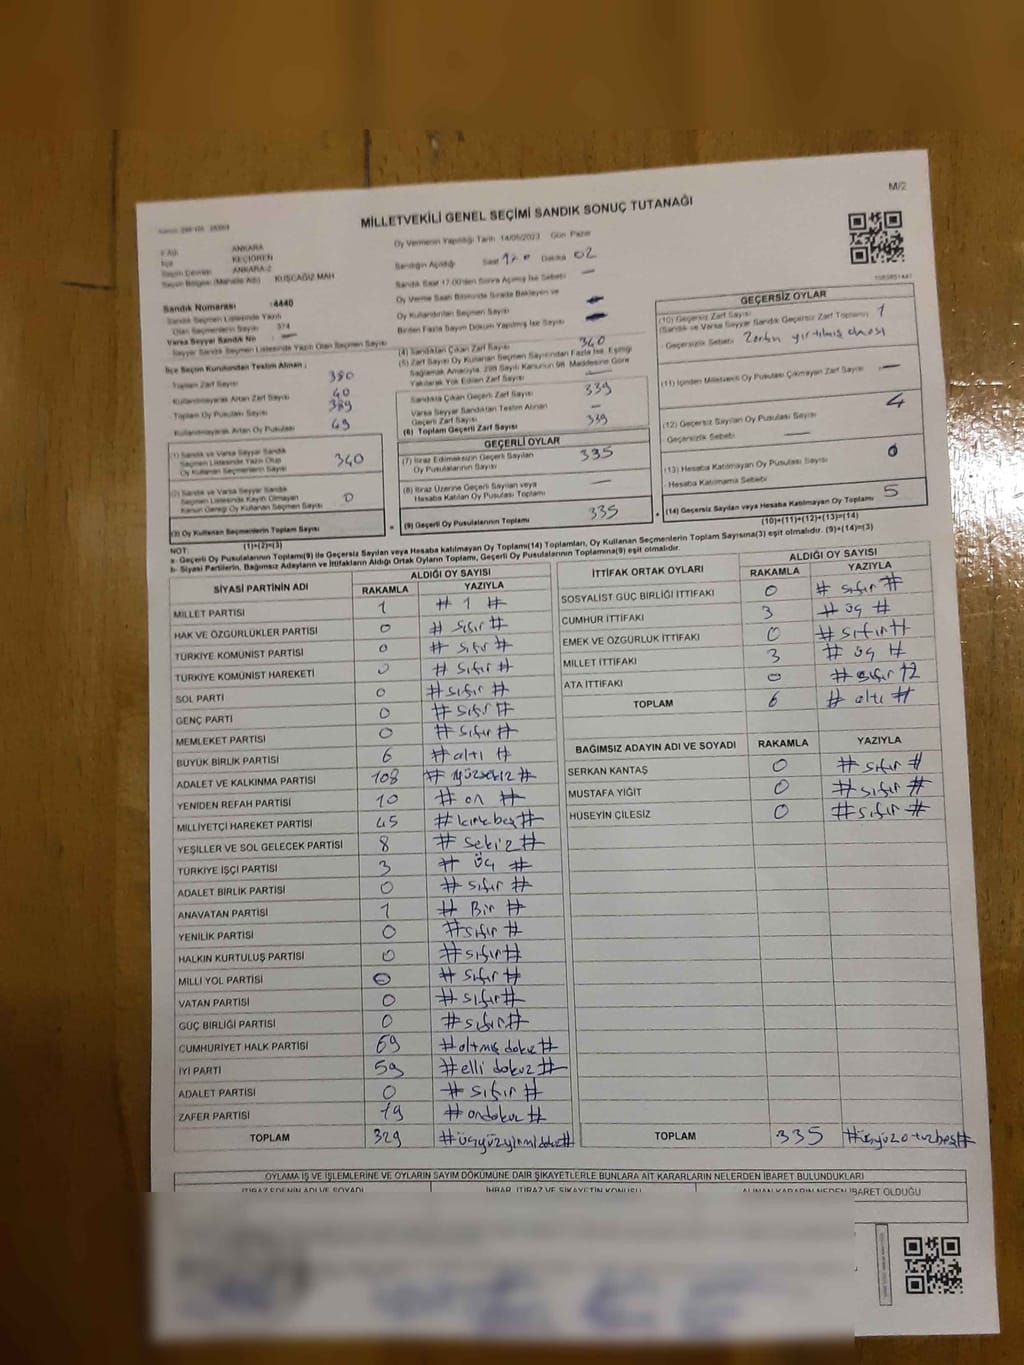 M/2
MİLLETVEKİLİ GENEL SEÇİMİ SANDIK SONUÇ TUTANAĞI
Oy Vermenin Yapıldığı Tarih 14/05/2023 Gün Pazar
ANKARA
KEÇİÖREN
ANKARA-2
Seçim Bölgesi (Mahalle Adı) KUŞCAĞIZ MAH
Sandık Numarası :4440
Sandık Seçmen Listesinde Yazılı
Olan Seçmenlerin Sayısı 374
Varsa Seyyar Sandık No
Seyyar Sandık Seçmen Listesinde Yazılı Olan Seçmen Sayısı
Sandığın Açıldığı Saat Dakika 02
Sandık Saat 17:00'den Sonra Açılmış İse Sebebi —
Oy Verme Saati Bitiminde Sırada Bekleyen ve
Oy Kullandırılan Seçmen Sayısı
Birden Fazla Sayım Döküm Yapılmış İse Sayısı
İlçe Seçim Kurulundan Teslim Alınan ;
Toplam Zarf Sayısı 380
Kullanılmayarak Artan Zarf Sayısı 40
Toplam Oy Pusulası Sayısı 389
Kullanılmayarak Artan Oy Pusulası 49
(1) Sandık ve Varsa Seyyar Sandık
Seçmen Listesinde Yazılı Olup
Oy Kullanan Seçmenlerin Sayısı 340
(2) Sandık ve Varsa Seyyar Sandık
Seçmen Listesinde Kaydı Olmayan
Kanun Gereği Oy Kullanan Seçmen Sayısı 0
(3) Oy Kullanan Seçmenlerin Toplam Sayısı
(1)+(2)=(3)
(4) Sandıktan Çıkan Zarf Sayısı 340
(5) Zarf Sayısı Oy Kullanan Seçmen Sayısından Fazla İse, Eşitliği
Sağlamak Amacıyla, 298 Sayılı Kanunun 98. Maddesine Göre
Yakılarak Yok Edilen Zarf Sayısı —
Sandıkta Çıkan Geçerli Zarf Sayısı 339
Varsa Seyyar Sandıktan Teslim Alınan
Geçerli Zarf Sayısı —
(6) Toplam Geçerli Zarf Sayısı 339
GEÇERLİ OYLAR
(7) İtiraz Edilmeksizin Geçerli Sayılan
Oy Pusulalarının Sayısı 335
(8) İtiraz Üzerine Geçerli Sayılan veya
Hesaba Katılan Oy Pusulası Toplamı —
(9) Geçerli Oy Pusulalarının Toplamı 335
GEÇERSİZ OYLAR
(10) Geçersiz Zarf Sayısı
(Sandık ve Varsa Seyyar Sandık Geçersiz Zarf Toplamı) 1
Geçersizlik Sebebi Zarfın yırtılmış olması
(11) İçinden Milletvekili Oy Pusulası Çıkmayan Zarf Sayısı —
(12) Geçersiz Sayılan Oy Pusulası Sayısı 4
Geçersizlik Sebebi —
(13) Hesaba Katılmayan Oy Pusulası Sayısı 0
Hesaba Katılmama Sebebi
(14) Geçersiz Sayılan veya Hesaba Katılmayan Oy Toplamı 5
(10)+(11)+(12)+(13)=(14)
NOT:
a- Geçerli Oy Pusulalarının Toplamı(9) ile Geçersiz Sayılan veya Hesaba katılmayan Oy Toplamı(14) Toplamları, Oy Kullanan Seçmenlerin Toplam Sayısına(3) eşit olmalıdır. (9)+(14)=(3)
b- Siyasi Partilerin, Bağımsız Adayların ve İttifakların Aldığı Ortak Oyların Toplamı, Geçerli Oy Pusulalarının Toplamına(9) eşit olmalıdır.
SİYASİ PARTİNİN ADI ALDIĞI OY SAYISI
RAKAMLA YAZIYLA
MİLLET PARTİSİ 1 # 1 #
HAK VE ÖZGÜRLÜKLER PARTİSİ 0 # sıfır #
TÜRKİYE KOMÜNİST PARTİSİ 0 # sıfır #
TÜRKİYE KOMÜNİST HAREKETİ 0 # sıfır #
SOL PARTİ 0 # sıfır #
GENÇ PARTİ 0 # sıfır #
MEMLEKET PARTİSİ 0 # sıfır #
BÜYÜK BİRLİK PARTİSİ 6 # altı #
ADALET VE KALKINMA PARTİSİ 108 # yüzsekiz #
YENİDEN REFAH PARTİSİ 10 # on #
MİLLİYETÇİ HAREKET PARTİSİ 45 # kırkbeş #
YEŞİLLER VE SOL GELECEK PARTİSİ 8 # sekiz #
TÜRKİYE İŞÇİ PARTİSİ 3 # üç #
ADALET BİRLİK PARTİSİ 0 # sıfır #
ANAVATAN PARTİSİ 1 # Bir #
YENİLİK PARTİSİ 0 # sıfır #
HALKIN KURTULUŞ PARTİSİ 0 # sıfır #
MİLLİ YOL PARTİSİ 0 # sıfır #
VATAN PARTİSİ 0 # sıfır #
GÜÇ BİRLİĞİ PARTİSİ 0 # sıfır #
CUMHURİYET HALK PARTİSİ 69 # altmış dokuz #
İYİ PARTİ 59 # elli dokuz #
ADALET PARTİSİ 0 # sıfır #
ZAFER PARTİSİ 19 # ondokuz #
TOPLAM 329 # üçyüzyirmidokuz #
İTTİFAK ORTAK OYLARI ALDIĞI OY SAYISI
RAKAMLA YAZIYLA
SOSYALİST GÜÇ BİRLİĞİ İTTİFAKI 0 # sıfır #
CUMHUR İTTİFAKI 3 # üç #
EMEK VE ÖZGÜRLÜK İTTİFAKI 0 # sıfır #
MİLLET İTTİFAKI 3 # üç #
ATA İTTİFAKI 0 # sıfır #
TOPLAM 6 # altı #
BAĞIMSIZ ADAYIN ADI VE SOYADI RAKAMLA YAZIYLA
SERKAN KANTAŞ 0 # sıfır #
MUSTAFA YİĞİT 0 # sıfır #
HÜSEYİN ÇİLESİZ 0 # sıfır #
TOPLAM 335 # üçyüzotuzbeş #
OYLAMA İŞ VE İŞLEMLERİNE VE OYLARIN SAYIM DÖKÜMÜNE DAİR ŞİKAYETLERLE BUNLARA AİT KARARLARIN NELERDEN İBARET BULUNDUKLARI
İTİRAZ EDENİN ADI VE SOYADI İHBAR, İTİRAZ VE ŞİKAYETİN KONUSU ALINAN KARARIN NEDEN İBARET OLDUĞU